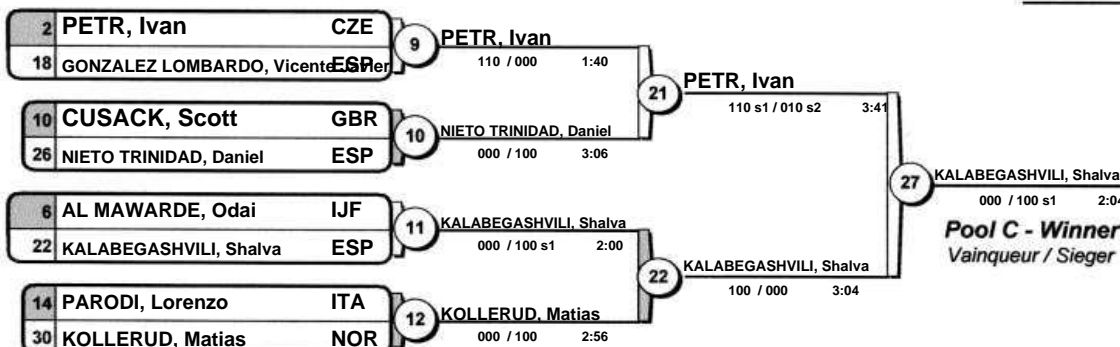 2 PETR, Ivan CZE
18 GONZALEZ LOMBARDO, Vicente Javier ESP
9
PETR, Ivan
110 / 000 1:40
10 CUSACK, Scott GBR
26 NIETO TRINIDAD, Daniel ESP
10
NIETO TRINIDAD, Daniel
000 / 100 3:06
21
PETR, Ivan
110 s1 / 010 s2 3:41
6 AL MAWARDE, Odai IJF
22 KALABEGASHVILI, Shalva ESP
11
KALABEGASHVILI, Shalva
000 / 100 s1 2:00
14 PARODI, Lorenzo ITA
30 KOLLERUD, Matias NOR
12
KOLLERUD, Matias
000 / 100 2:56
22
KALABEGASHVILI, Shalva
100 / 000 3:04
27
KALABEGASHVILI, Shalva
000 / 100 s1 2:04
Pool C - Winner
Vainqueur / Sieger